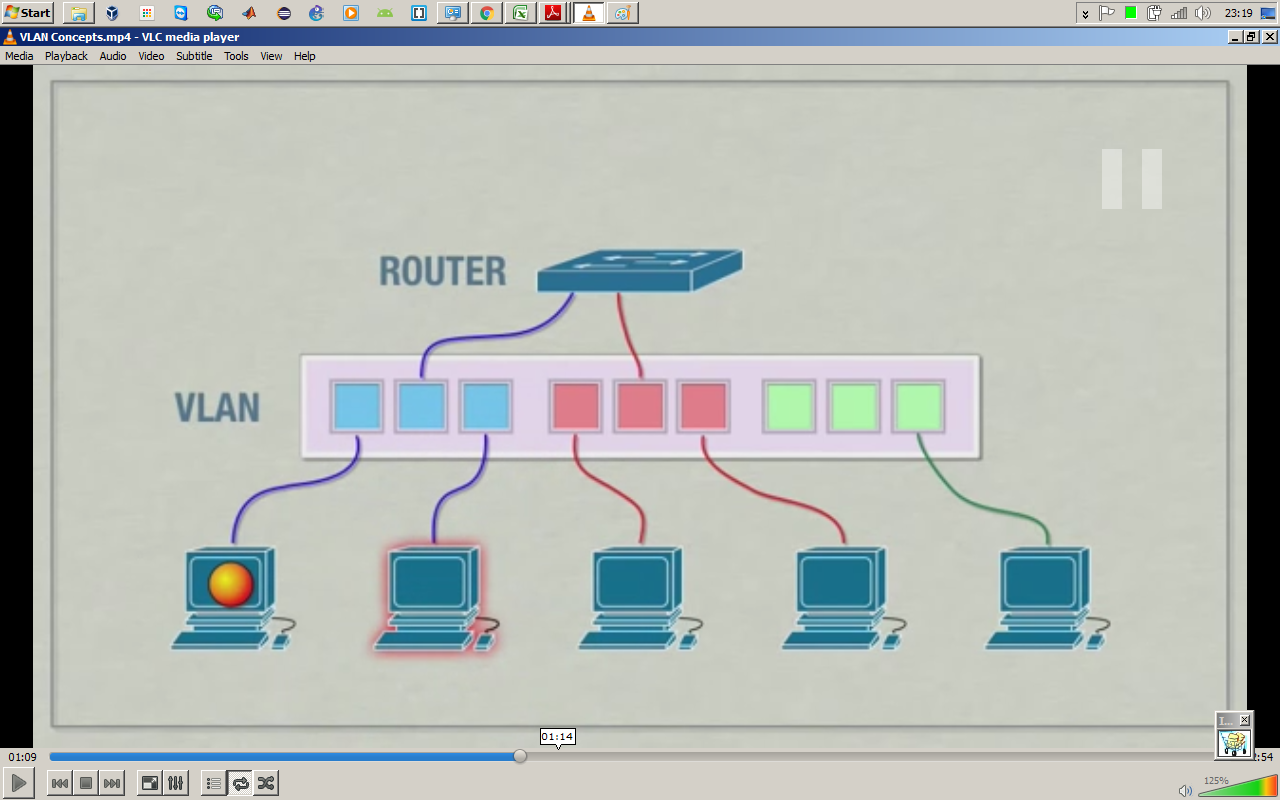 Start
23:19
VLAN Concepts.mp4 - VLC media player
Media Playback Audio Video Subtitle Tools View Help
ROUTER
VLAN
I...
01:14
01:09
:54
125%